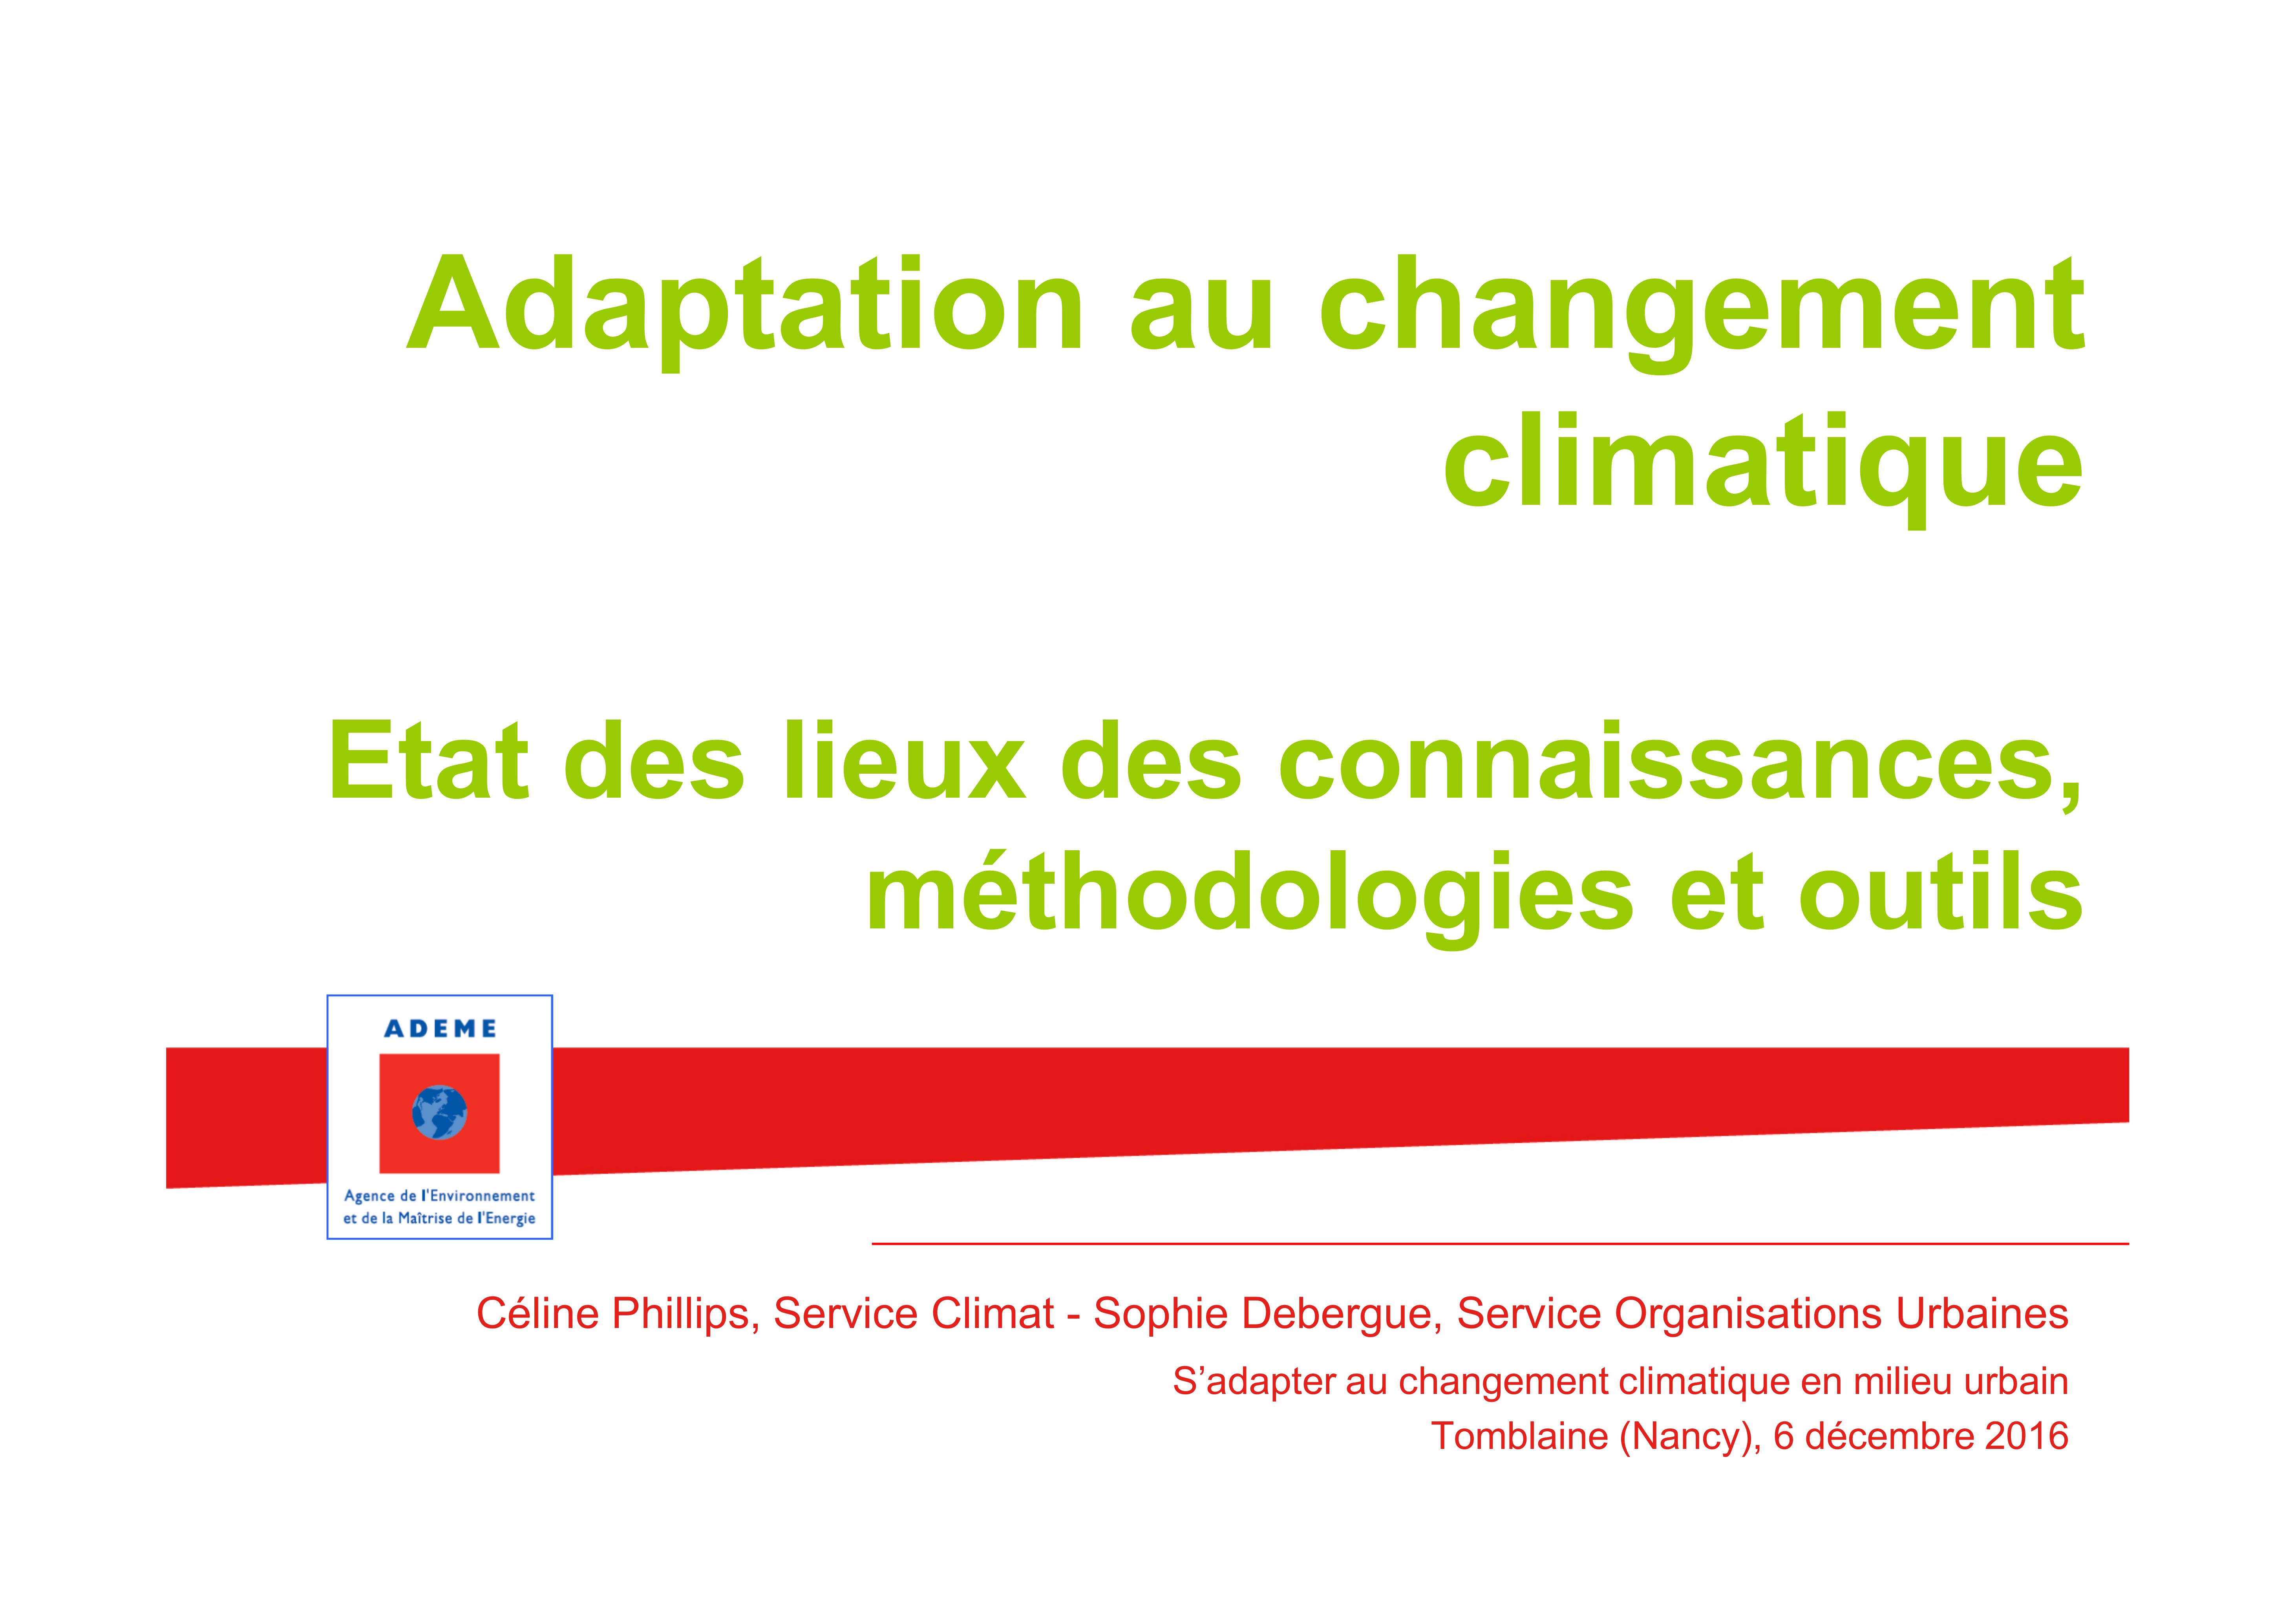 Adaptation au changement
climatique
Etat des lieux des connaissances,
méthodologies et outils
ADEME
Agence de l'Environnement
et de la Maîtrise de l'Energie
Céline Phillips, Service Climat - Sophie Debergue, Service Organisations Urbaines
S’adapter au changement climatique en milieu urbain
Tomblaine (Nancy), 6 décembre 2016